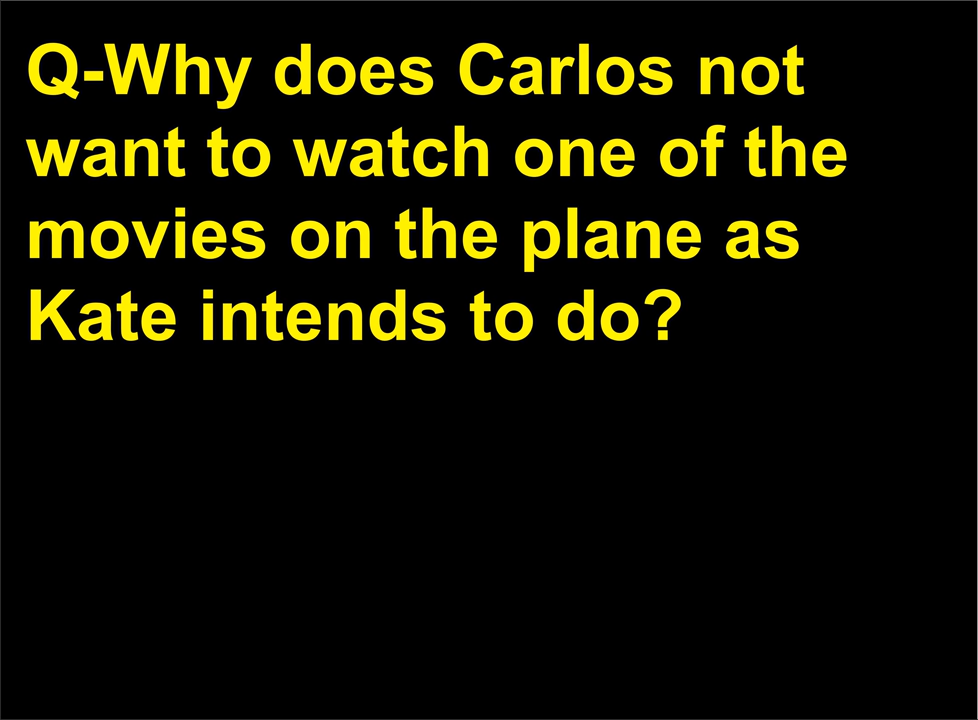 Q-Why does Carlos not
want to watch one of the
movies on the plane as
Kate intends to do?